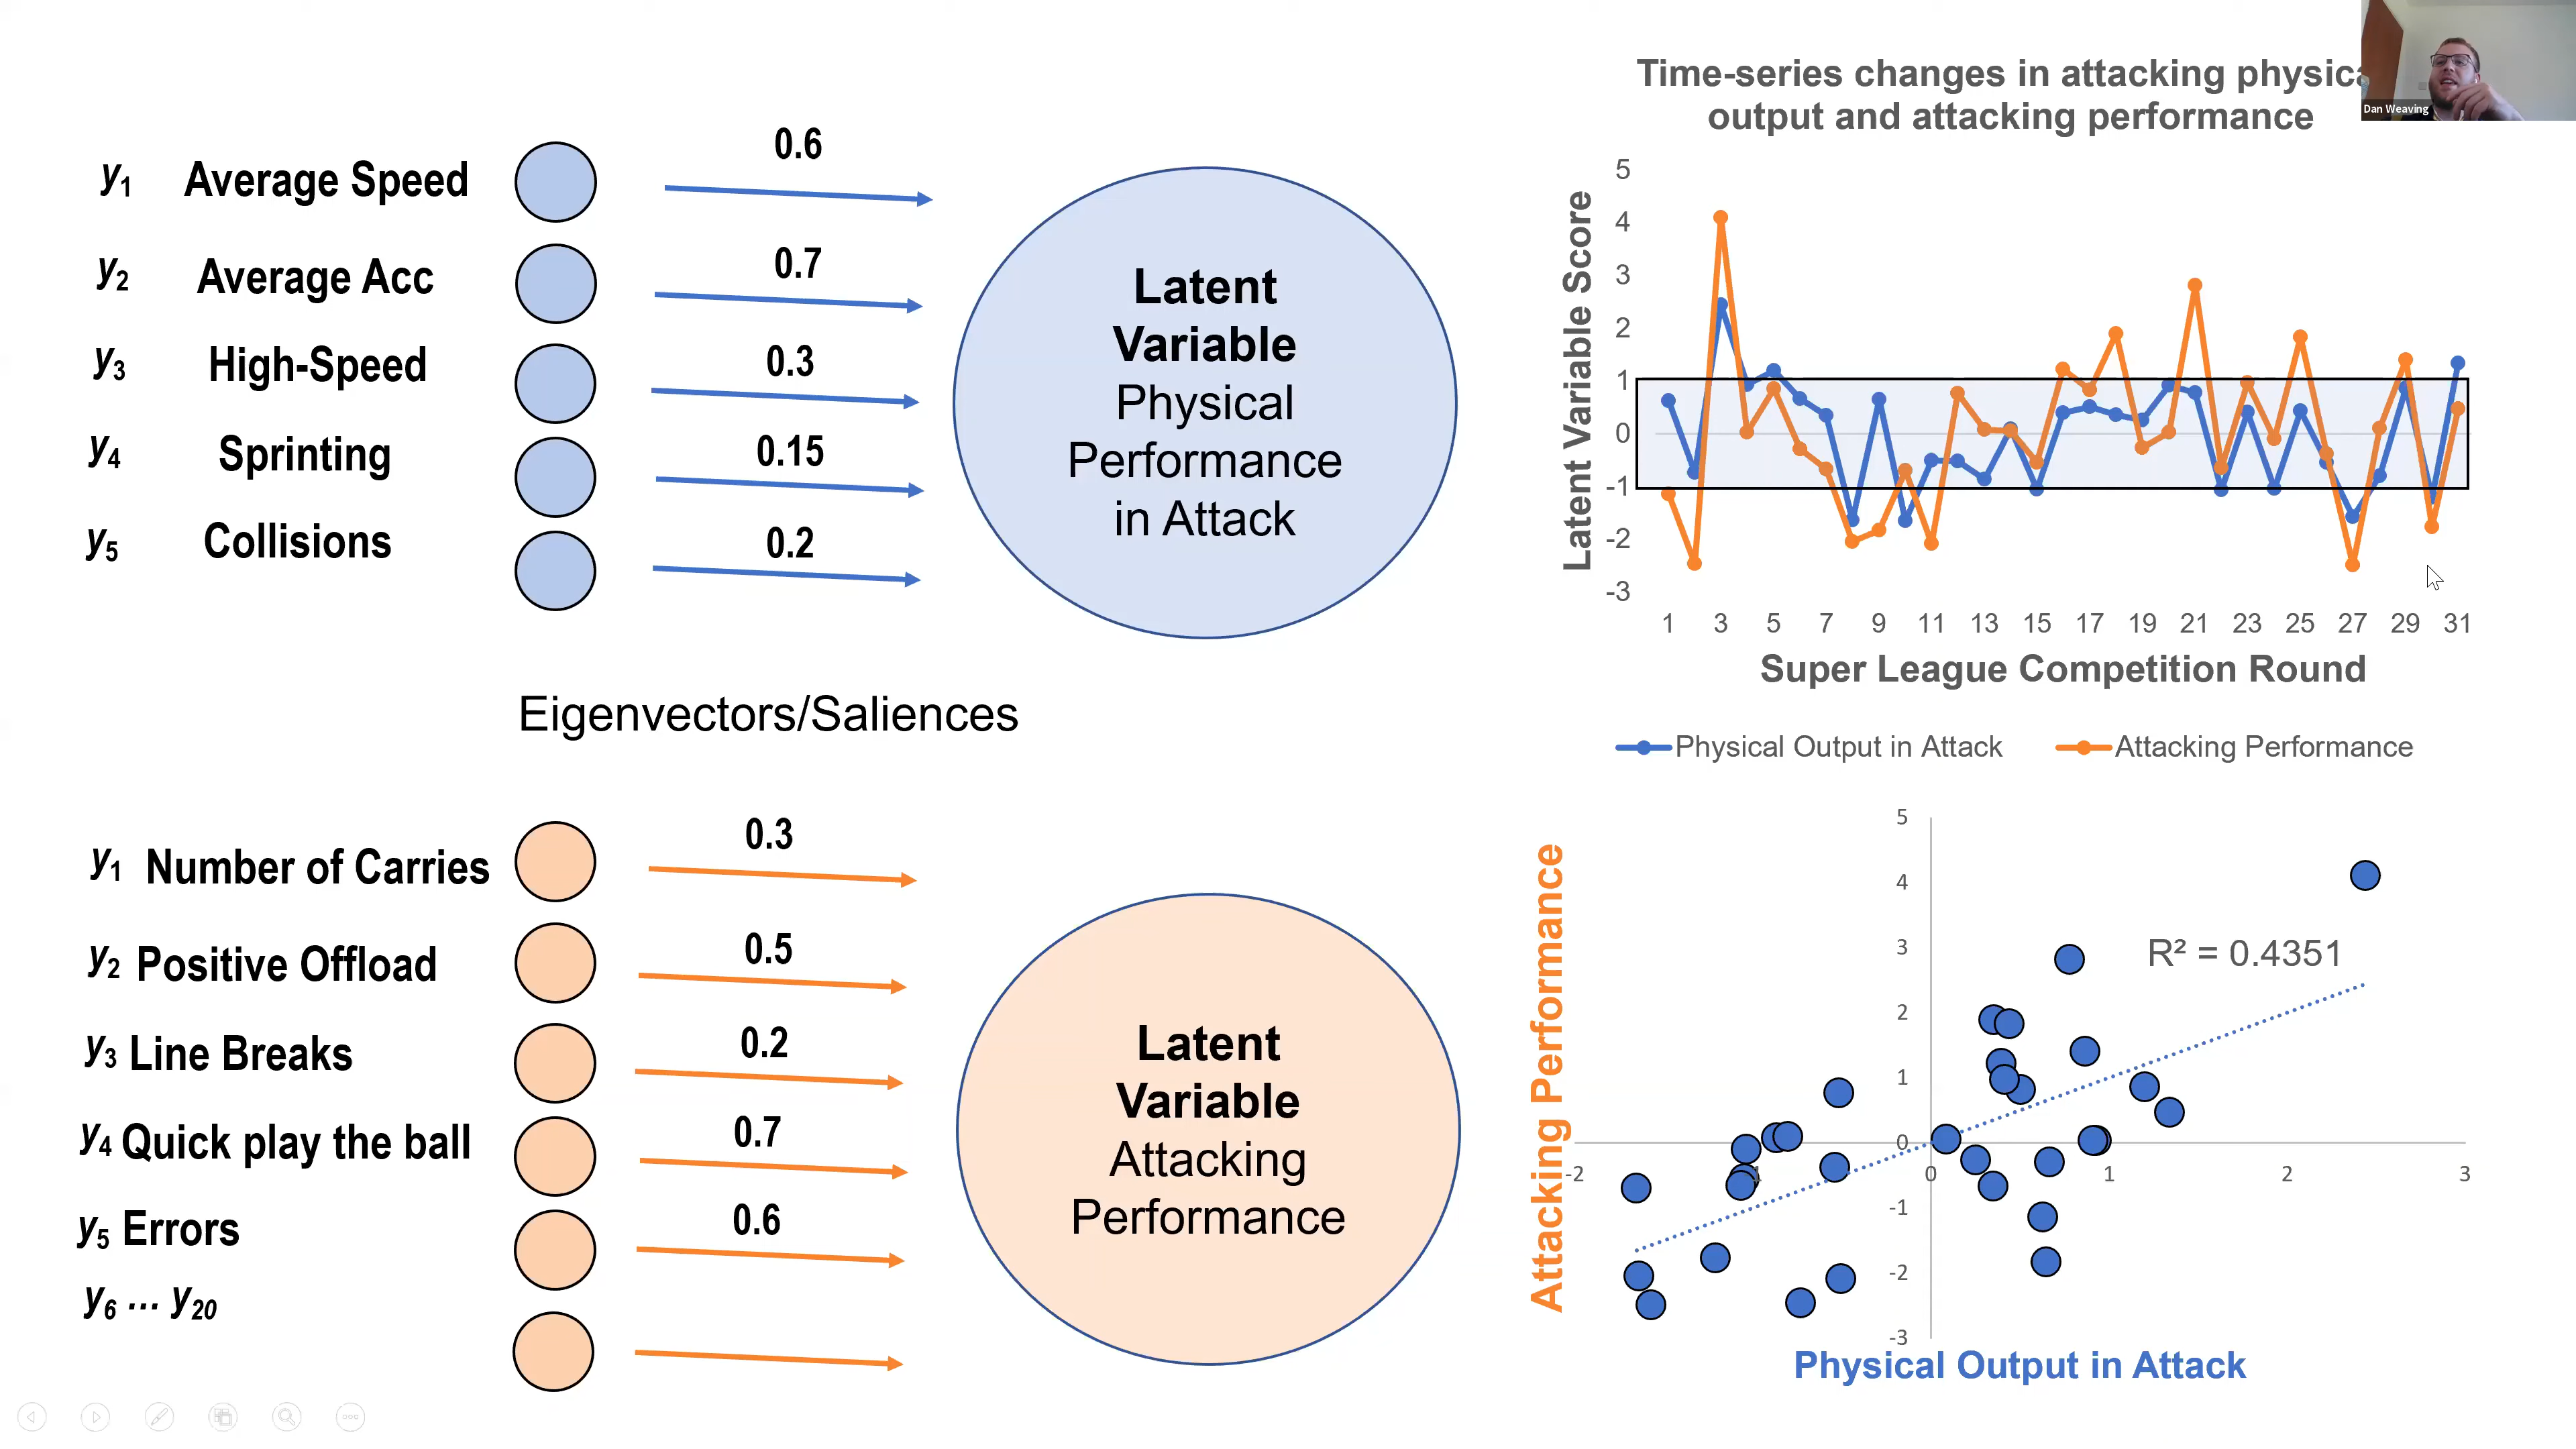 y1 Average Speed
0.6
y2 Average Acc
0.7
y3 High-Speed
0.3
y4 Sprinting
0.15
y5 Collisions
0.2
Latent
Variable
Physical
Performance
in Attack
Eigenvectors/Saliences
y1 Number of Carries
0.3
y2 Positive Offload
0.5
y3 Line Breaks
0.2
y4 Quick play the ball
0.7
y5 Errors
0.6
y6 ... y20
Latent
Variable
Attacking
Performance
Time-series changes in attacking physica
output and attacking performance
Dan Weaving
Latent Variable Score
5
4
3
2
1
0
-1
-2
-3
1 3 5 7 9 11 13 15 17 19 21 23 25 27 29 31
Super League Competition Round
Physical Output in Attack Attacking Performance
Attacking Performance
5
4
3
2
1
0
-1
-2
-3
R² = 0.4351
-2 0 1 2 3
Physical Output in Attack